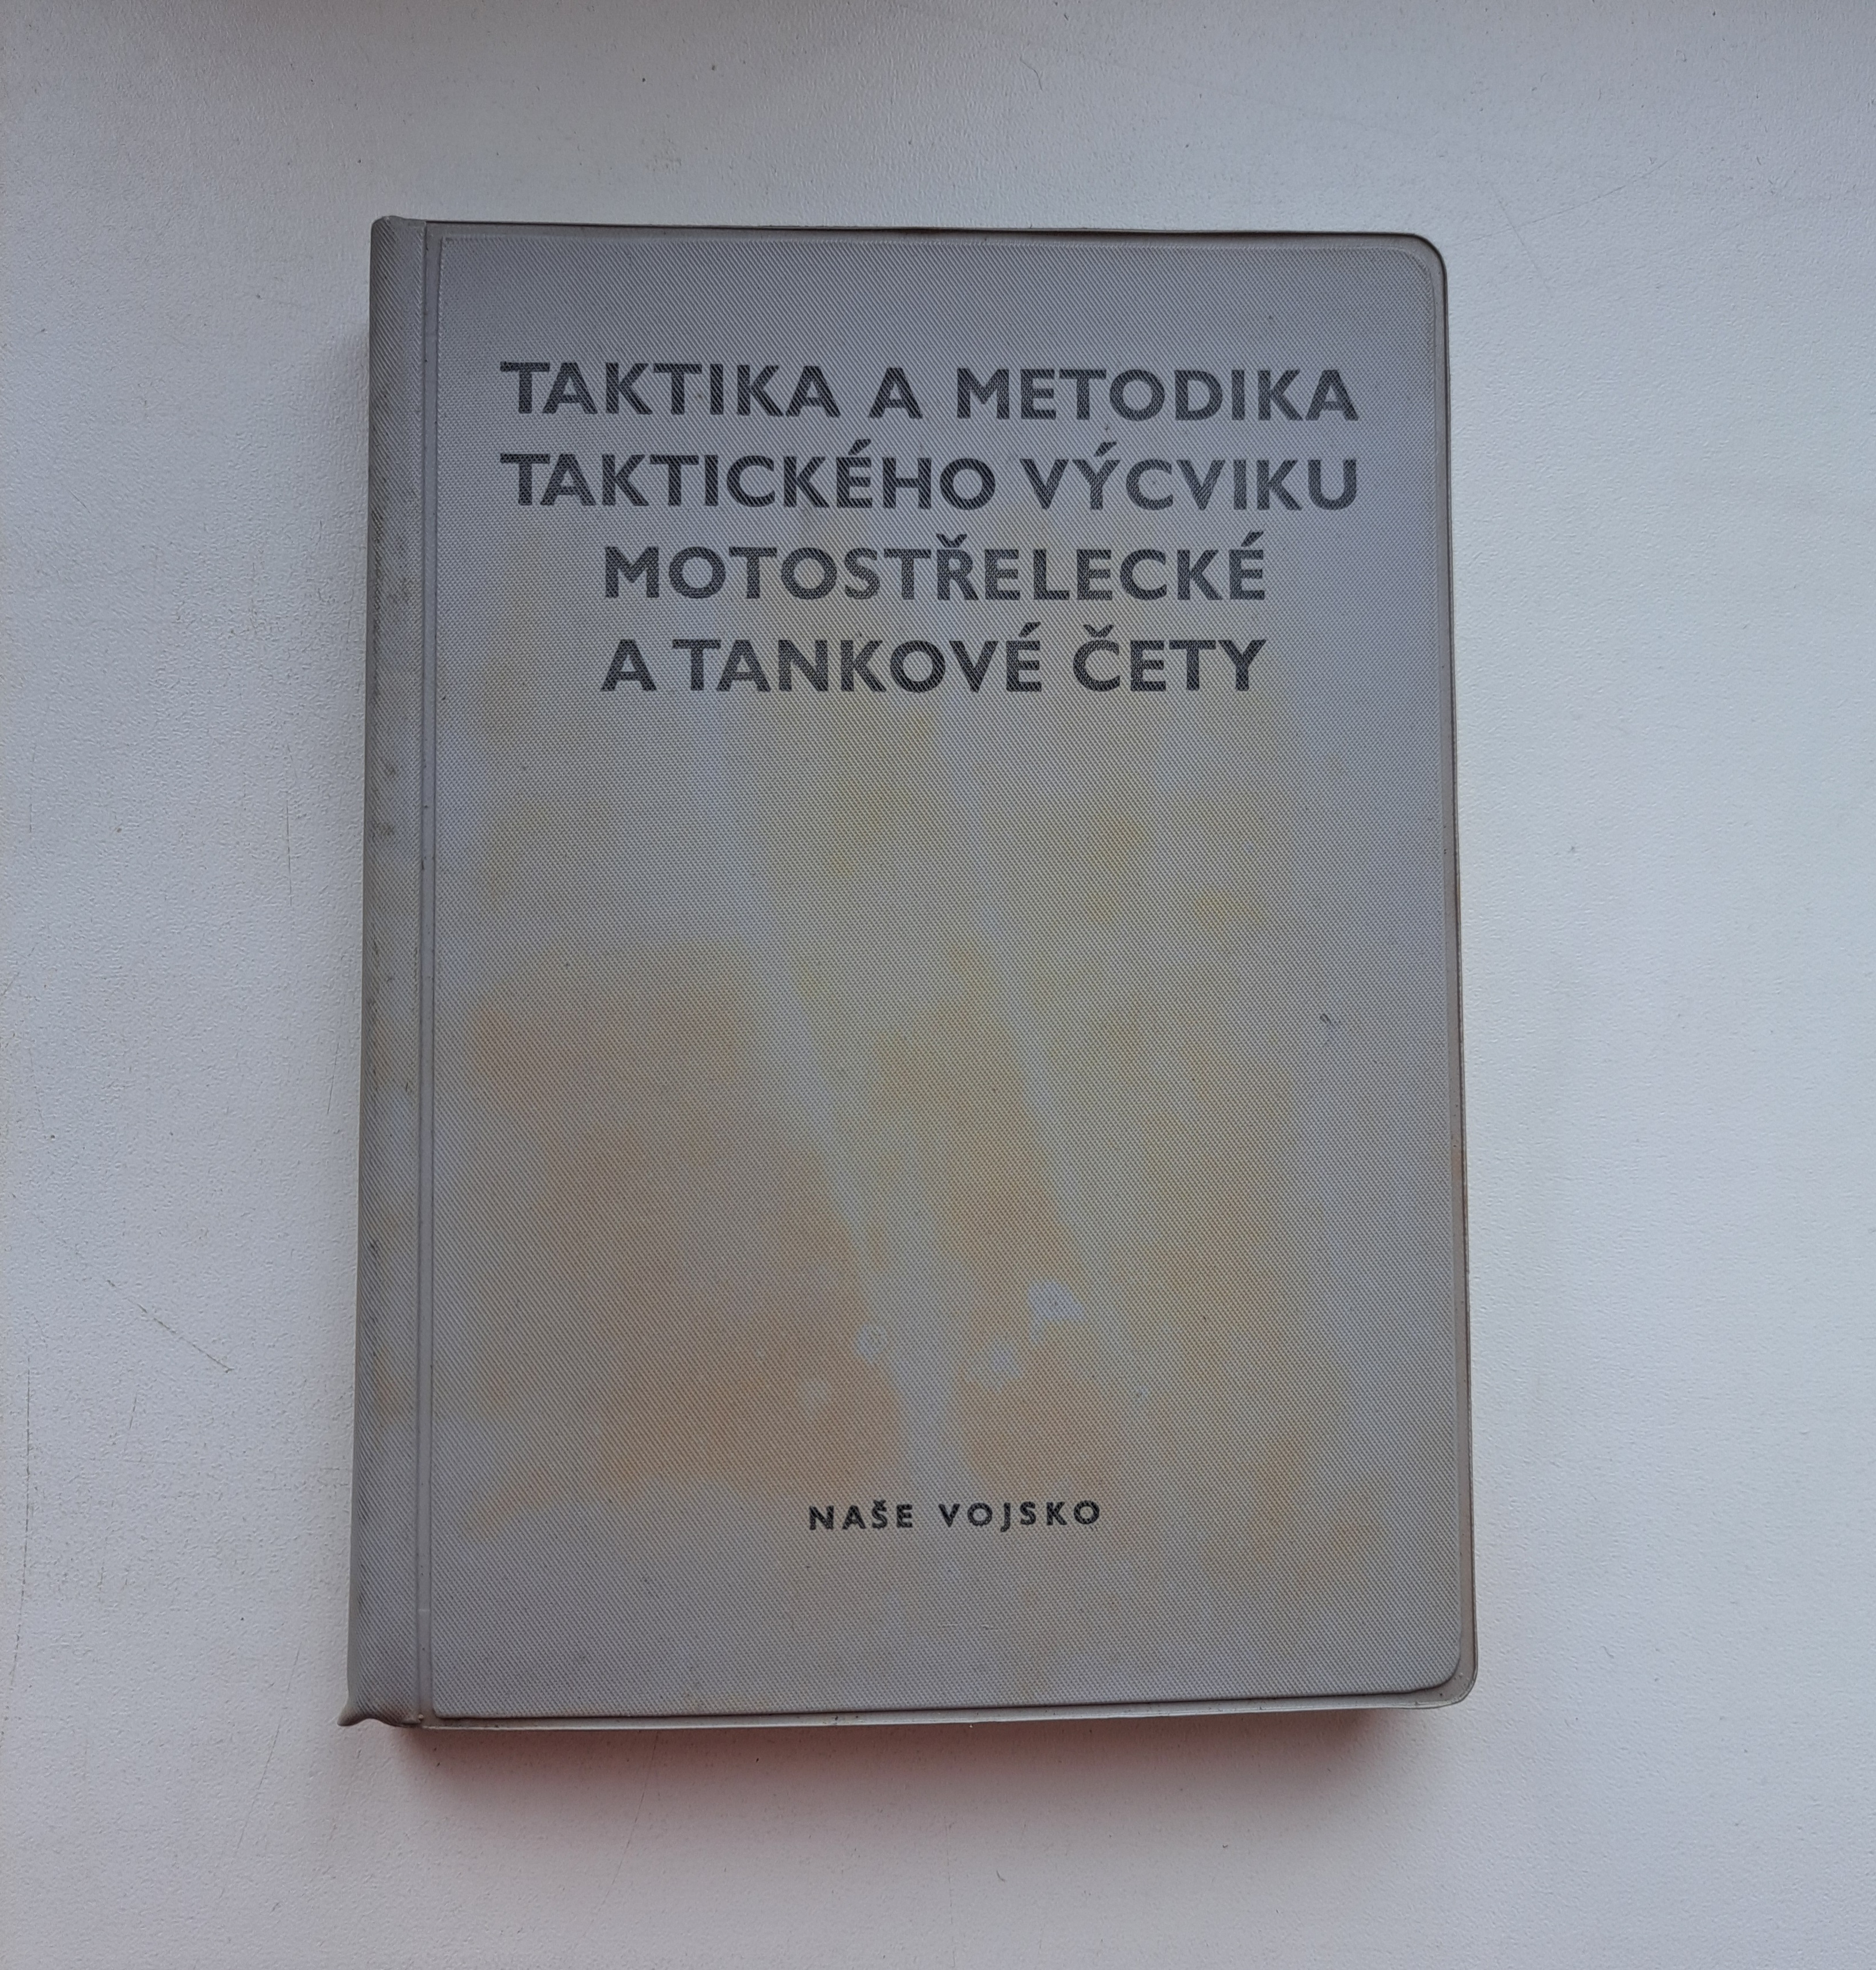 TAKTIKA A METODIKA
TAKTICKÉHO VÝCVIKU
MOTOSTŘELECKÉ
A TANKOVÉ ČETY
NAŠE VOJSKO